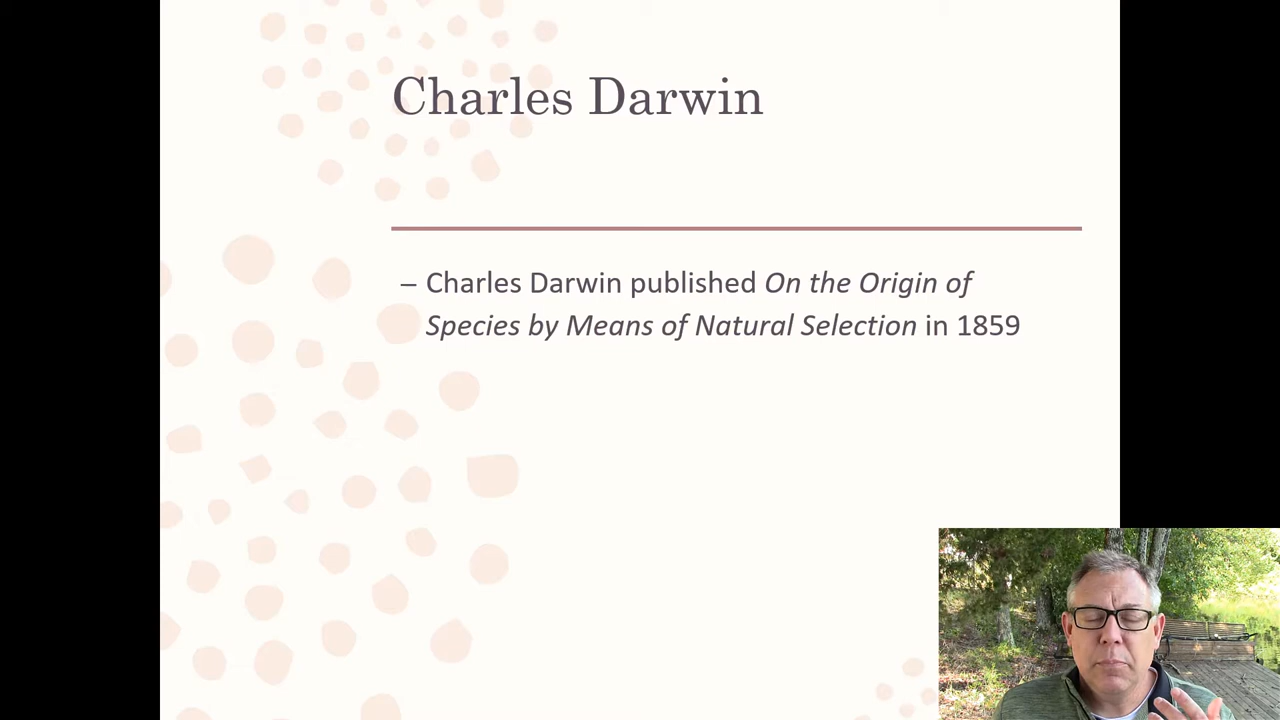 Charles Darwin
– Charles Darwin published On the Origin of
Species by Means of Natural Selection in 1859